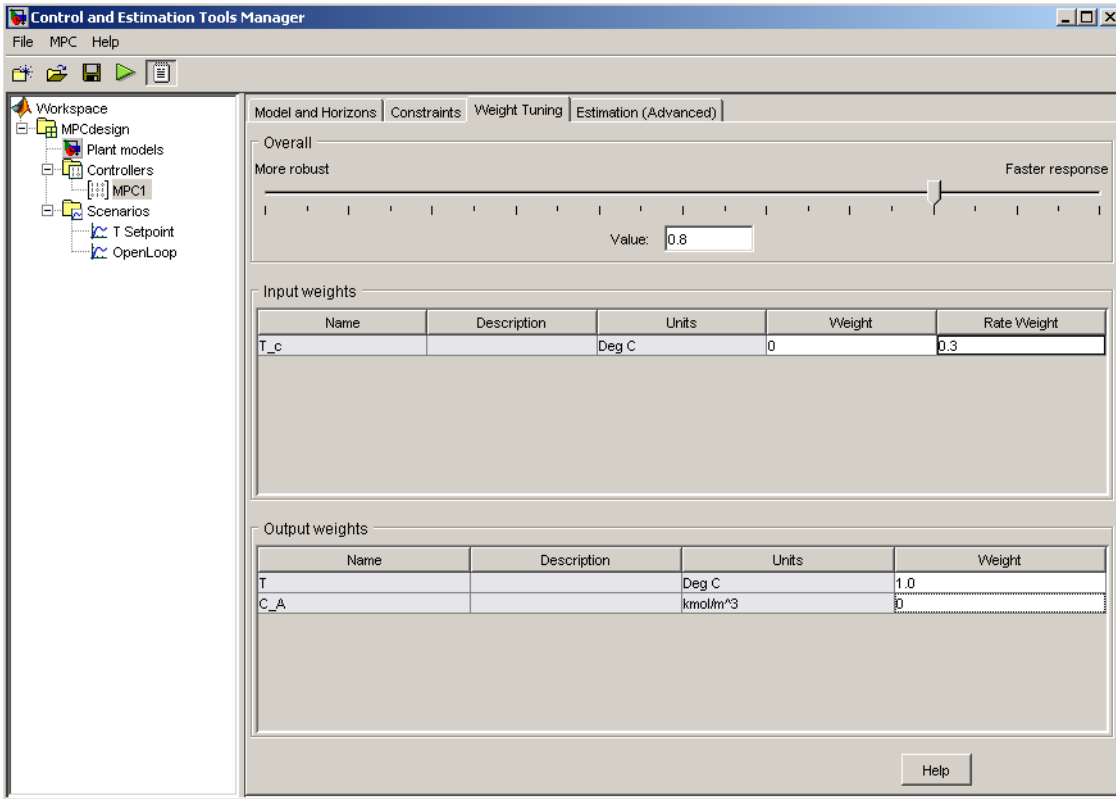 Control and Estimation Tools Manager
File MPC Help
Workspace
MPCdesign
Plant models
Controllers
MPC1
Scenarios
T Setpoint
OpenLoop
Model and Horizons Constraints Weight Tuning Estimation (Advanced)
Overall
More robust Faster response
Value: 0.8
Input weights
Name Description Units Weight Rate Weight
T_c Deg C 0 0.3
Output weights
Name Description Units Weight
T Deg C 1.0
C_A kmol/m^3 0
Help